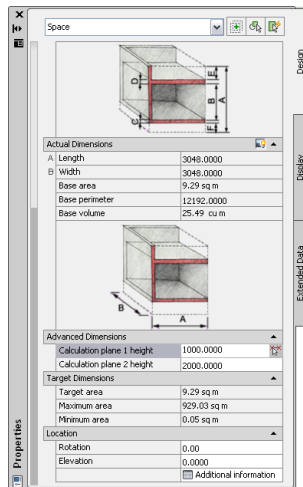 Space
Design
D
E
B
A
C
F
Actual Dimensions
A Length 3048.0000
B Width 3048.0000
Base area 9.29 sq m
Base perimeter 12192.0000
Base volume 25.49 cu m
Display
B
A
Extended Data
Advanced Dimensions
Calculation plane 1 height 1000.0000
Calculation plane 2 height 2000.0000
Target Dimensions
Target area 9.29 sq m
Maximum area 929.03 sq m
Minimum area 0.05 sq m
Location
Rotation 0.00
Elevation 0.0000
Additional information
Properties